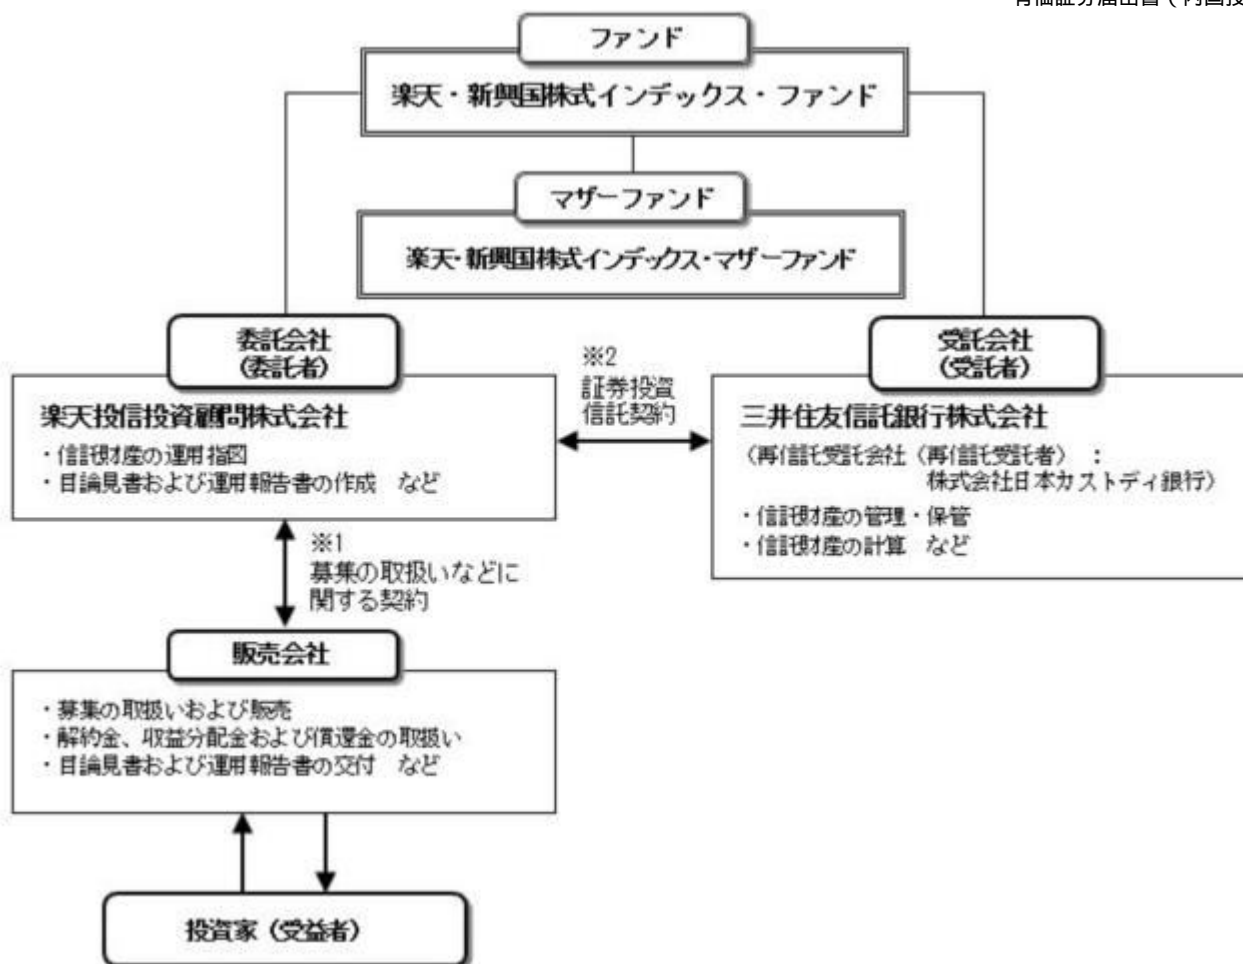 有価証券届出書（内国投
ファンド
楽天・新興国株式インデックス・ファンド
マザーファンド
楽天・新興国株式インデックス・マザーファンド
委託会社
（委託者）
楽天投信投資顧問株式会社
・信託財産の運用指図
・目論見書および運用報告書の作成　など
※2
証券投資
信託契約
受託会社
（受託者）
三井住友信託銀行株式会社
（再信託受託会社（再信託受託者）：
株式会社日本カストディ銀行）
・信託財産の管理・保管
・信託財産の計算　など
※1
募集の取扱いなどに
関する契約
販売会社
・募集の取扱いおよび販売
・解約金、収益分配金および償還金の取扱い
・目論見書および運用報告書の交付　など
投資家（受益者）